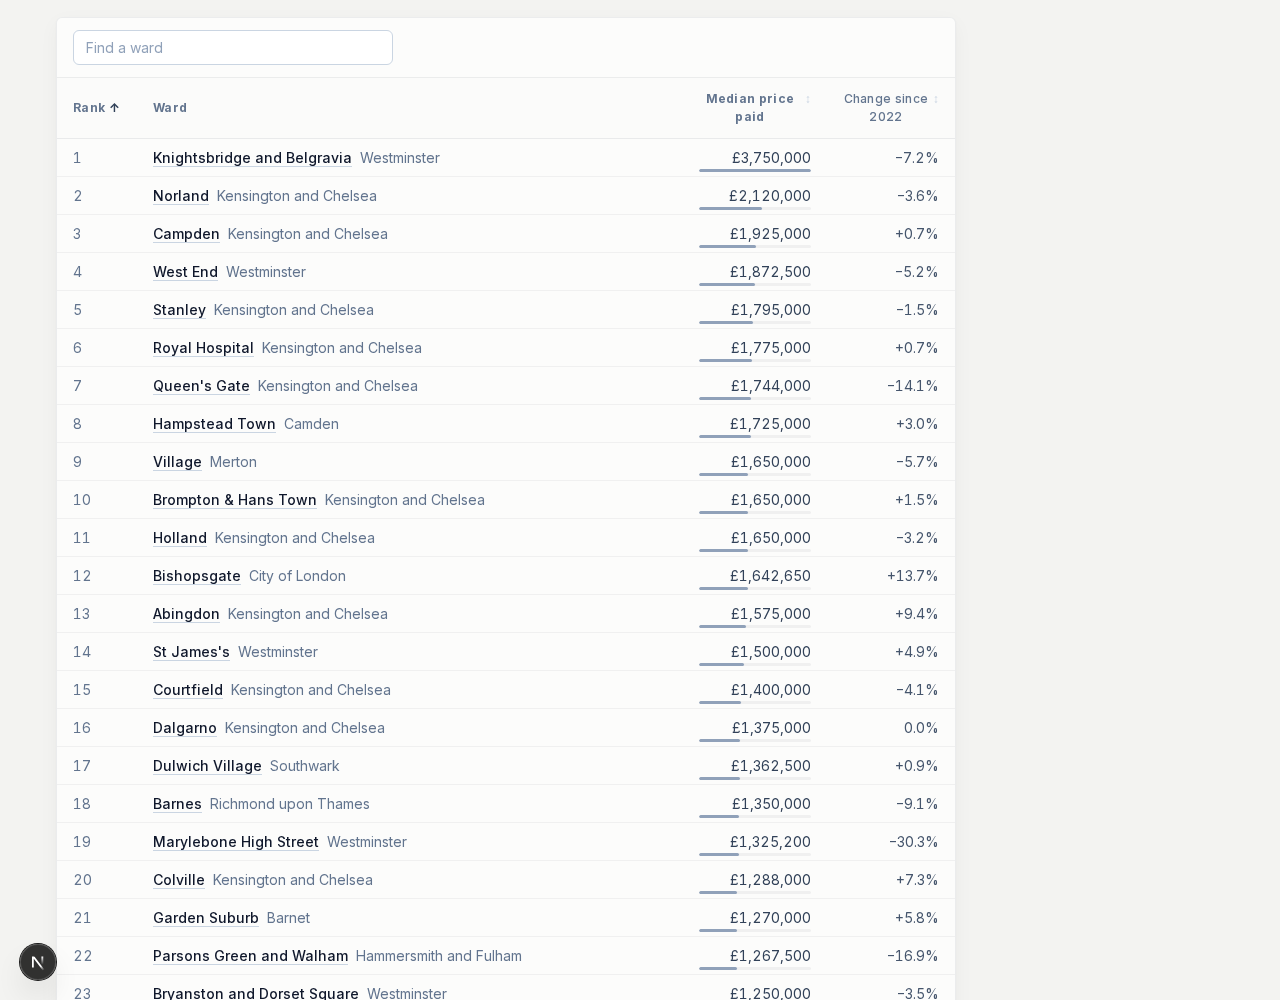 Find a ward
Rank ↑ Ward Median price paid ↕ Change since 2022 ↕
1 Knightsbridge and Belgravia Westminster £3,750,000 −7.2%
2 Norland Kensington and Chelsea £2,120,000 −3.6%
3 Campden Kensington and Chelsea £1,925,000 +0.7%
4 West End Westminster £1,872,500 −5.2%
5 Stanley Kensington and Chelsea £1,795,000 −1.5%
6 Royal Hospital Kensington and Chelsea £1,775,000 +0.7%
7 Queen's Gate Kensington and Chelsea £1,744,000 −14.1%
8 Hampstead Town Camden £1,725,000 +3.0%
9 Village Merton £1,650,000 −5.7%
10 Brompton & Hans Town Kensington and Chelsea £1,650,000 +1.5%
11 Holland Kensington and Chelsea £1,650,000 −3.2%
12 Bishopsgate City of London £1,642,650 +13.7%
13 Abingdon Kensington and Chelsea £1,575,000 +9.4%
14 St James's Westminster £1,500,000 +4.9%
15 Courtfield Kensington and Chelsea £1,400,000 −4.1%
16 Dalgarno Kensington and Chelsea £1,375,000 0.0%
17 Dulwich Village Southwark £1,362,500 +0.9%
18 Barnes Richmond upon Thames £1,350,000 −9.1%
19 Marylebone High Street Westminster £1,325,200 −30.3%
20 Colville Kensington and Chelsea £1,288,000 +7.3%
21 Garden Suburb Barnet £1,270,000 +5.8%
22 Parsons Green and Walham Hammersmith and Fulham £1,267,500 −16.9%
23 Bryanston and Dorset Square Westminster £1,250,000 −3.5%
N